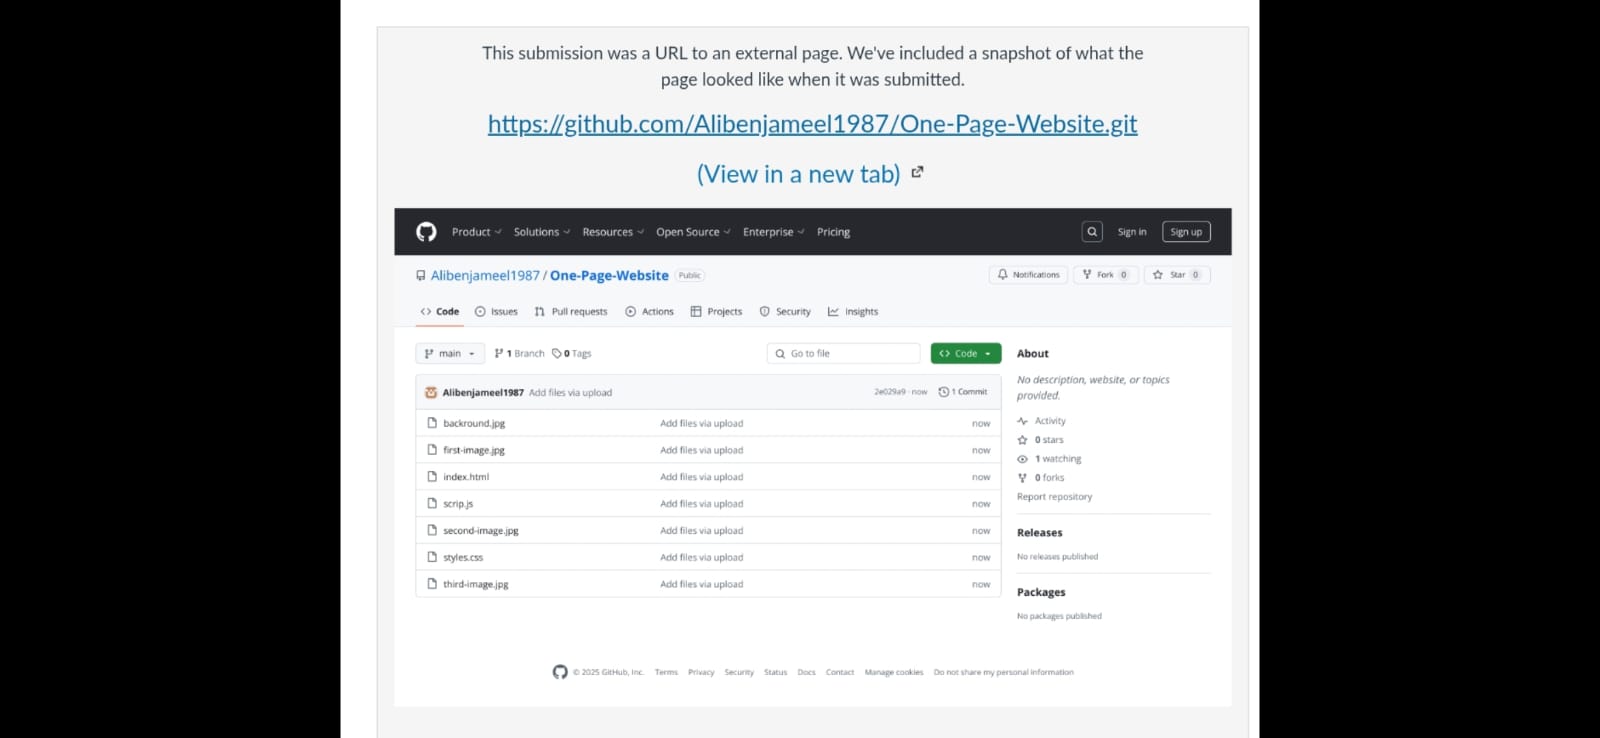 This submission was a URL to an external page. We've included a snapshot of what the
page looked like when it was submitted.
https://github.com/Alibenjameel1987/One-Page-Website.git
(View in a new tab)
Product Solutions Resources Open Source Enterprise Pricing Sign in Sign up
Alibenjameel1987 / One-Page-Website Public Notifications Fork 0 Star 0
Code Issues Pull requests Actions Projects Security Insights
main 1 Branch 0 Tags Go to file Code
Alibenjameel1987 Add files via upload 2e029a9 · now 1 Commit
backround.jpg Add files via upload now
first-image.jpg Add files via upload now
index.html Add files via upload now
scrip.js Add files via upload now
second-image.jpg Add files via upload now
styles.css Add files via upload now
third-image.jpg Add files via upload now
About
No description, website, or topics
provided.
Activity
0 stars
1 watching
0 forks
Report repository
Releases
No releases published
Packages
No packages published
© 2025 GitHub, Inc. Terms Privacy Security Status Docs Contact Manage cookies Do not share my personal information